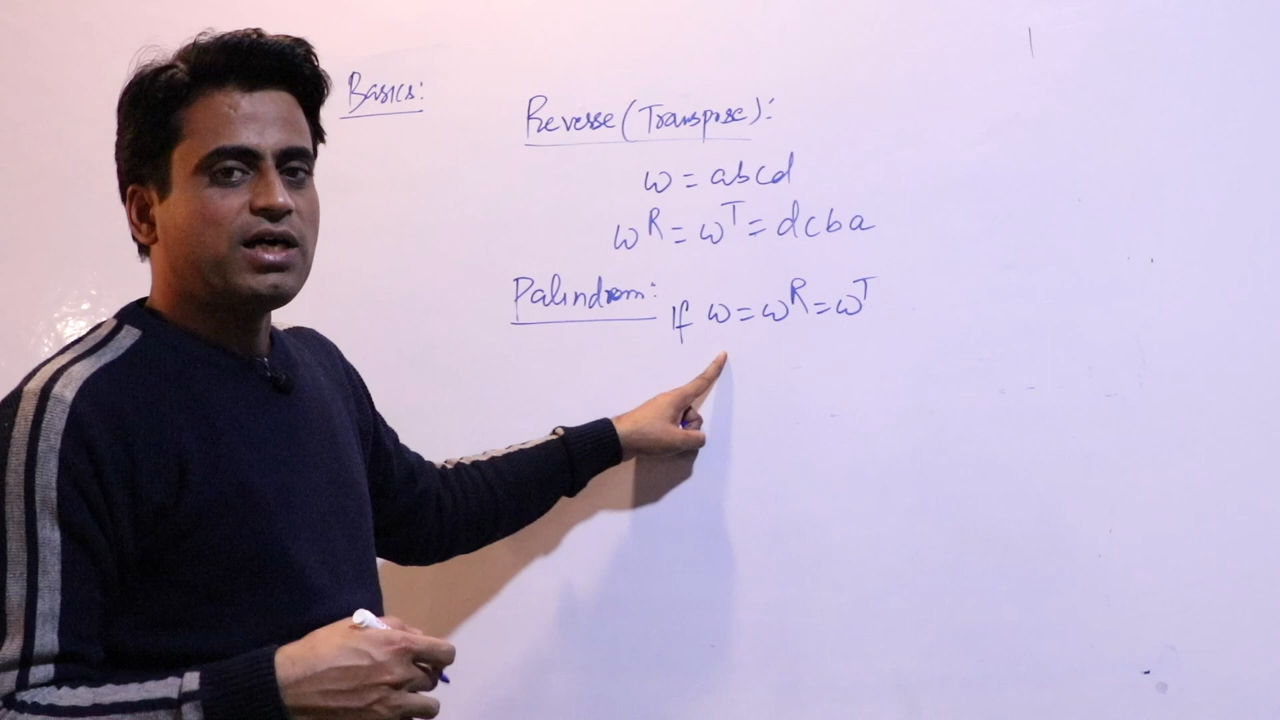 Basics:
Reverse (Transpose):
w = abcd
w^R = w^T = dcba
Palindrom:
If w = w^R = w^T